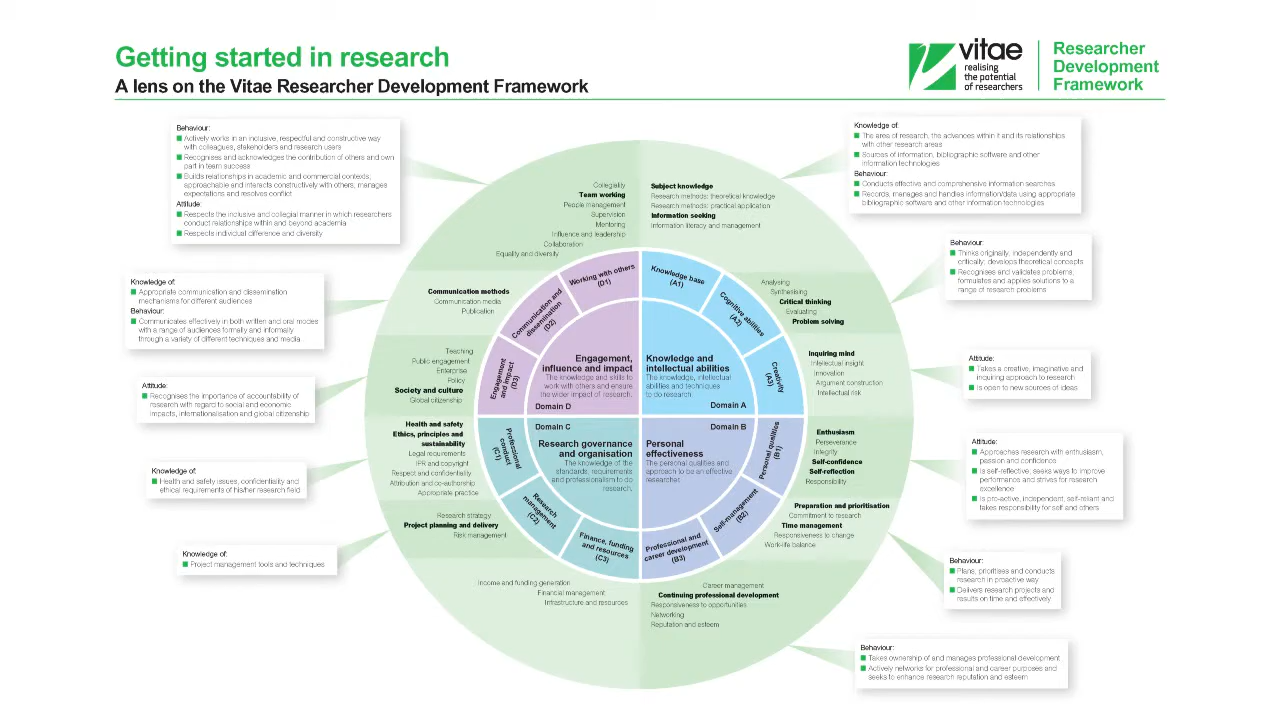 Getting started in research
A lens on the Vitae Researcher Development Framework
vitae
realising
the potential
of researchers
Researcher
Development
Framework
Behaviour:
Actively works in an inclusive, respectful and constructive way
with colleagues, stakeholders and research users
Recognises and acknowledges the contribution of others and own
part in team success
Builds relationships in academic and commercial contexts,
approachable and interacts constructively with others, manages
expectations and resolves conflict
Attitude:
Respects the inclusive and collegial manner in which researchers
conduct relationships within and beyond academia
Respects individual difference and diversity
Knowledge of:
Appropriate communication and dissemination
mechanisms for different audiences
Behaviour:
Communicates effectively in both written and oral modes
with a range of audiences formally and informally
through a variety of different techniques and media
Attitude:
Recognises the importance of accountability of
research with regard to social and economic
impacts, internationalisation and global citizenship
Knowledge of:
Health and safety issues, confidentiality and
ethical requirements of his/her research field
Knowledge of:
Project management tools and techniques
Collegiality
Team working
People management
Supervision
Mentoring
Influence and leadership
Collaboration
Equality and diversity
Communication methods
Communication media
Publication
Teaching
Public engagement
Enterprise
Policy
Society and culture
Global citizenship
Health and safety
Ethics, principles and
sustainability
Legal requirements
IPR and copyright
Respect and confidentiality
Attribution and co-authorship
Appropriate practice
Research strategy
Project planning and delivery
Risk management
Income and funding generation
Financial management
Infrastructure and resources
Working with others
(D1)
Communication and
dissemination
(D2)
Engagement
and impact
(D3)
Professional
conduct
(C1)
Research
management
(C2)
Finance, funding
and resources
(C3)
Engagement,
influence and impact
The knowledge and skills to
work with others and ensure
the wider impact of research.
Domain D
Knowledge and
intellectual abilities
The knowledge, intellectual
abilities and techniques
to do research.
Domain A
Domain C
Research governance
and organisation
The knowledge of the
standards, requirements
and professionalism to do
research.
Domain B
Personal
effectiveness
The personal qualities and
approach to be an effective
researcher.
Knowledge base
(A1)
Cognitive abilities
(A2)
Creativity
(A3)
Personal qualities
(B1)
Self-management
(B2)
Professional and
career development
(B3)
Subject knowledge
Research methods: theoretical knowledge
Research methods: practical application
Information seeking
Information literacy and management
Analysing
Synthesising
Critical thinking
Evaluating
Problem solving
Inquiring mind
Intellectual insight
Innovation
Argument construction
Intellectual risk
Enthusiasm
Perseverance
Integrity
Self-confidence
Self-reflection
Responsibility
Preparation and prioritisation
Commitment to research
Time management
Responsiveness to change
Work-life balance
Career management
Continuing professional development
Responsiveness to opportunities
Networking
Reputation and esteem
Knowledge of:
The area of research, the advances within it and its relationships
with other research areas
Sources of information, bibliographic software and other
information technologies
Behaviour:
Conducts effective and comprehensive information searches
Records, manages and handles information/data using appropriate
bibliographic software and other information technologies
Behaviour:
Thinks originally, independently and
critically; develops theoretical concepts
Recognises and validates problems;
formulates and applies solutions to a
range of research problems
Attitude:
Takes a creative, imaginative and
inquiring approach to research
Is open to new sources of ideas
Attitude:
Approaches research with enthusiasm,
passion and confidence
Is self-reflective; seeks ways to improve
performance and strives for research
excellence
Is pro-active, independent, self-reliant and
takes responsibility for self and others
Behaviour:
Plans, prioritises and conducts
research in proactive way
Delivers research projects and
results on time and effectively
Behaviour:
Takes ownership of and manages professional development
Actively networks for professional and career purposes and
seeks to enhance research reputation and esteem